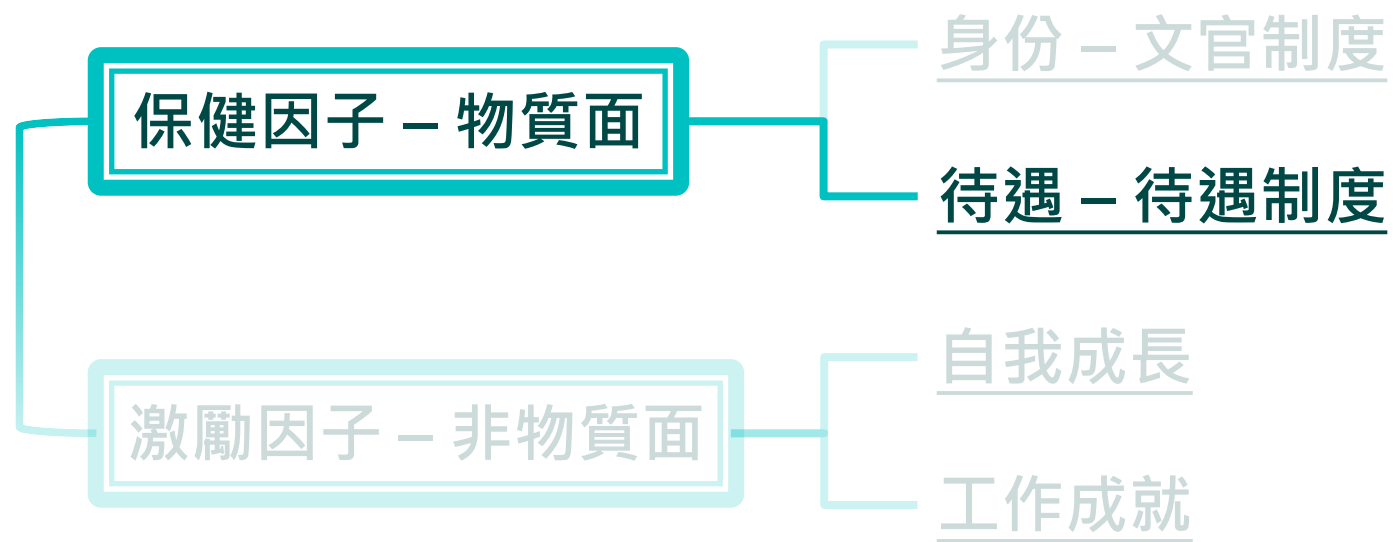 身份 – 文官制度
保健因子 – 物質面
待遇 – 待遇制度
自我成長
激勵因子 – 非物質面
工作成就